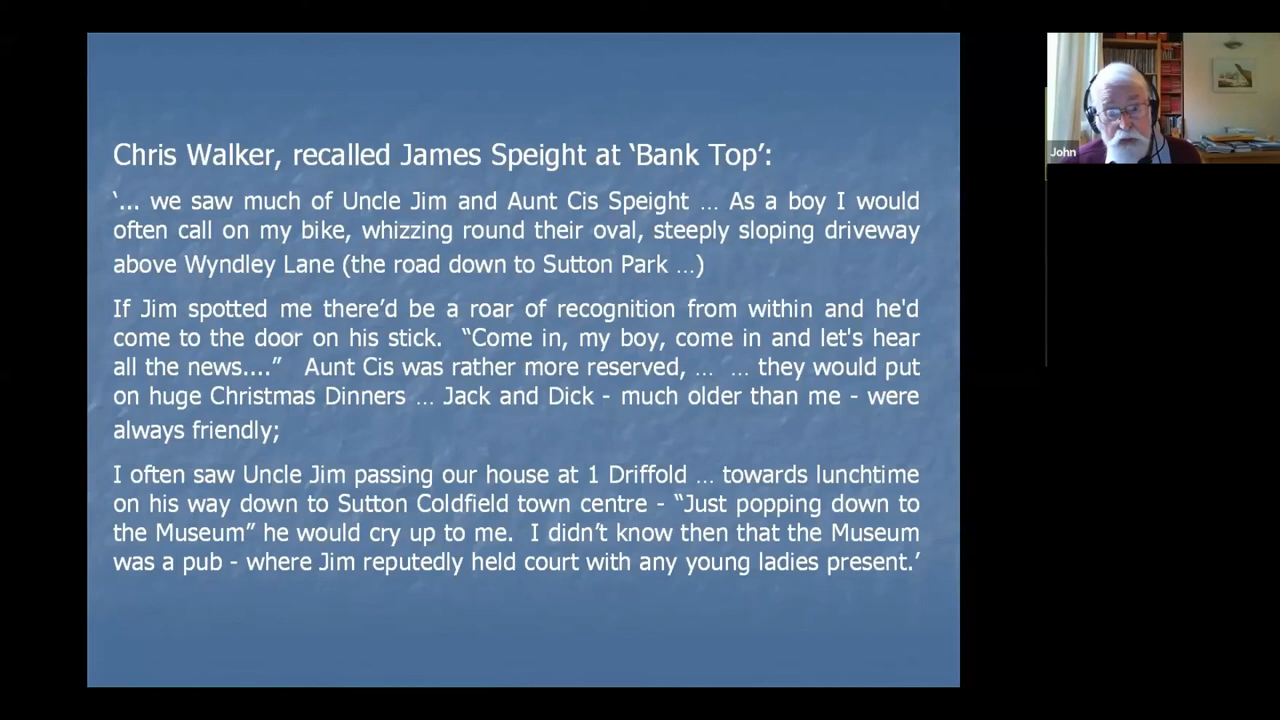 Chris Walker, recalled James Speight at ‘Bank Top’:
‘... we saw much of Uncle Jim and Aunt Cis Speight … As a boy I would
often call on my bike, whizzing round their oval, steeply sloping driveway
above Wyndley Lane (the road down to Sutton Park …)
If Jim spotted me there’d be a roar of recognition from within and he'd
come to the door on his stick. “Come in, my boy, come in and let's hear
all the news....” Aunt Cis was rather more reserved, … … they would put
on huge Christmas Dinners … Jack and Dick - much older than me - were
always friendly;
I often saw Uncle Jim passing our house at 1 Driffold … towards lunchtime
on his way down to Sutton Coldfield town centre - “Just popping down to
the Museum” he would cry up to me. I didn’t know then that the Museum
was a pub - where Jim reputedly held court with any young ladies present.’
John